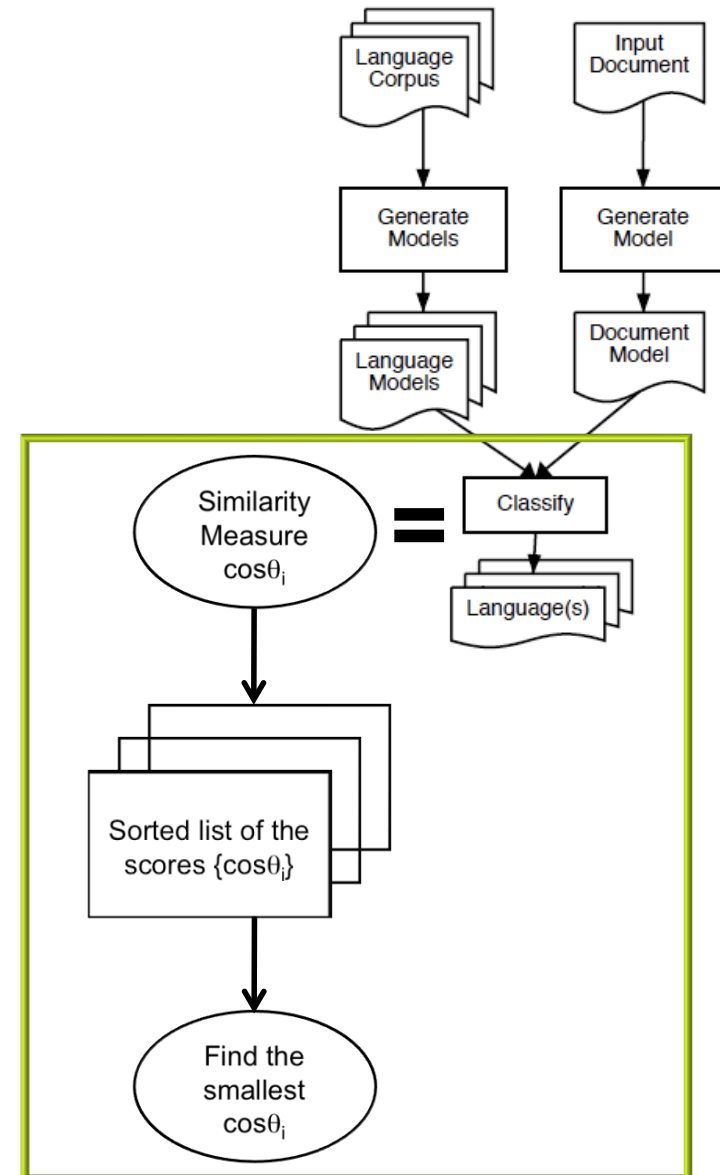 Language
Corpus
Input
Document
Generate
Models
Generate
Model
Language
Models
Document
Model
Similarity
Measure
cosθi
=
Classify
Language(s)
Sorted list of the
scores {cosθi}
Find the
smallest
cosθi